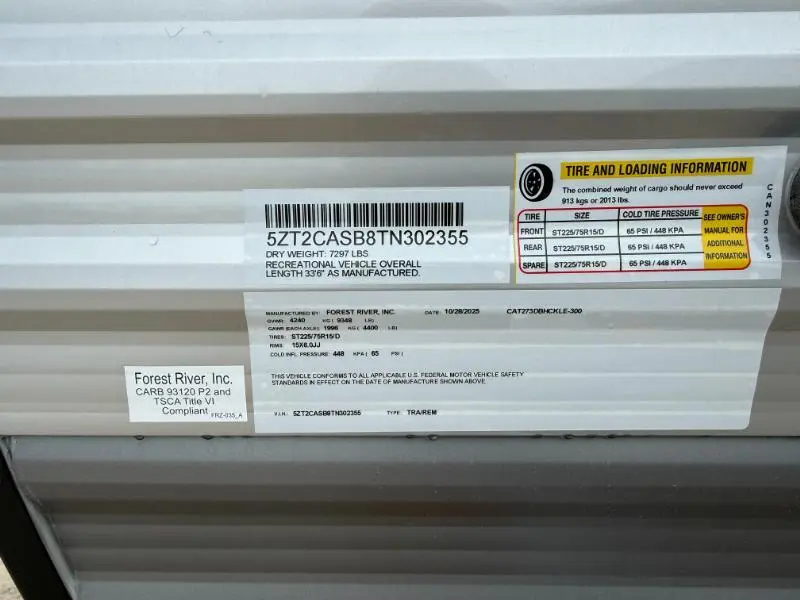 5ZT2CASB8TN302355
DRY WEIGHT: 7297 LBS
RECREATIONAL VEHICLE OVERALL
LENGTH 33'6" AS MANUFACTURED.
TIRE AND LOADING INFORMATION
The combined weight of cargo should never exceed
913 kgs or 2013 lbs.
TIRE SIZE COLD TIRE PRESSURE
FRONT ST225/75R15/D 65 PSI / 448 KPA
REAR ST225/75R15/D 65 PSI / 448 KPA
SPARE ST225/75R15/D 65 PSI / 448 KPA
SEE OWNER'S
MANUAL FOR
ADDITIONAL
INFORMATION
CAN302355
MANUFACTURED BY: FOREST RIVER, INC. DATE: 10/28/2025 CAT273DBHCKLE-300
GVWR: 4240 KG ( 9348 LB)
GAWR (EACH AXLE): 1996 KG ( 4400 LB)
TIRES: ST225/75R15/D
RIMS: 15X6.0JJ
COLD INFL PRESSURE: 448 KPA ( 65 PSI )
THIS VEHICLE CONFORMS TO ALL APPLICABLE U.S. FEDERAL MOTOR VEHICLE SAFETY
STANDARDS IN EFFECT ON THE DATE OF MANUFACTURE SHOWN ABOVE.
V.I.N.: 5ZT2CASB8TN302355 TYPE: TRA/REM
Forest River, Inc.
CARB 93120 P2 and
TSCA Title VI
Compliant FRZ-035_A